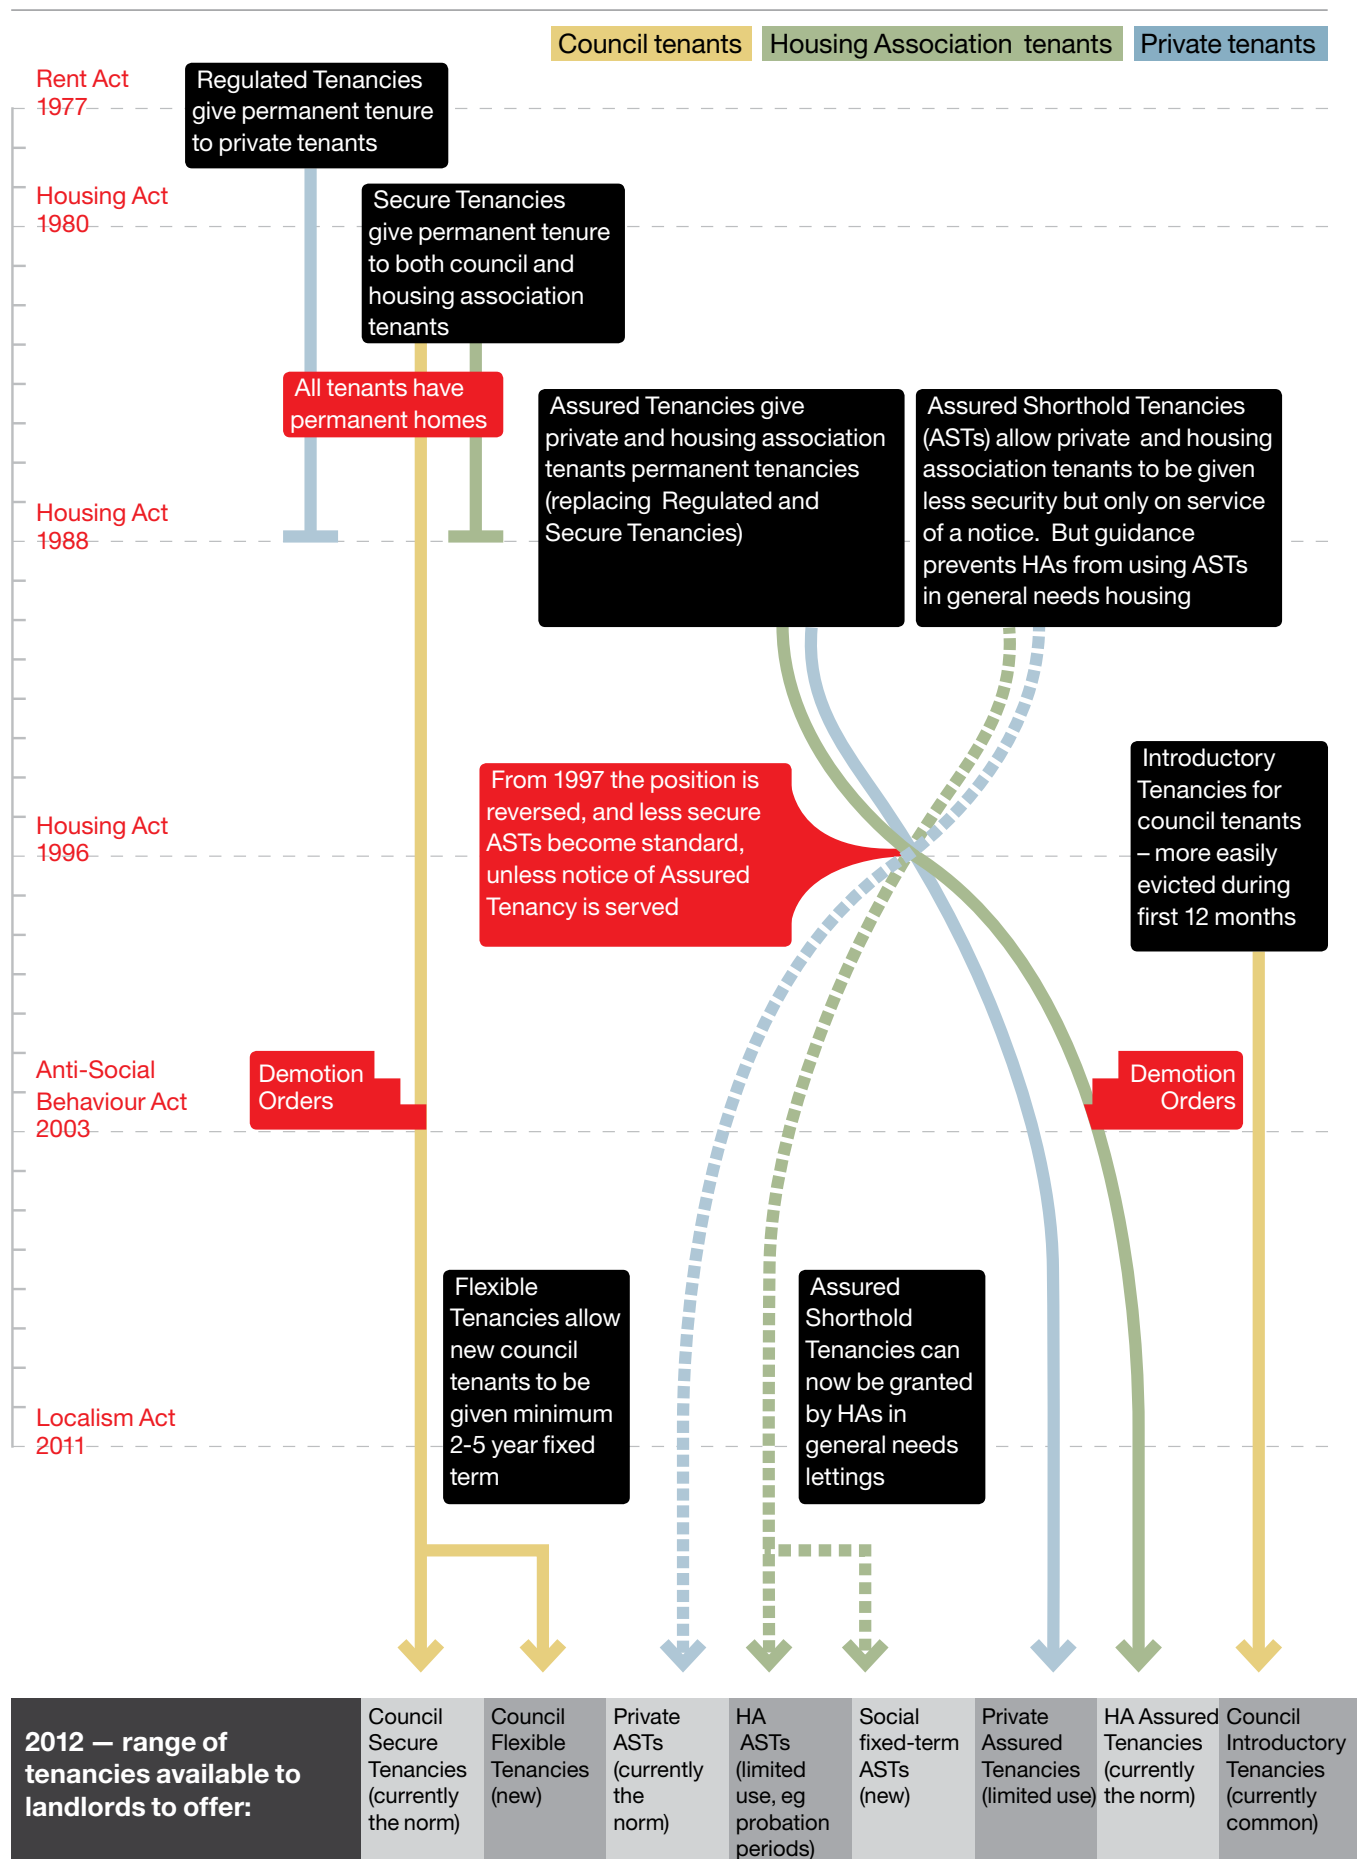 Council tenants
Housing Association tenants
Private tenants
Rent Act
1977
Regulated Tenancies
give permanent tenure
to private tenants
Housing Act
1980
Secure Tenancies
give permanent tenure
to both council and
housing association
tenants
All tenants have
permanent homes
Assured Tenancies give
private and housing association
tenants permanent tenancies
(replacing Regulated and
Secure Tenancies)
Assured Shorthold Tenancies
(ASTs) allow private and housing
association tenants to be given
less security but only on service
of a notice. But guidance
prevents HAs from using ASTs
in general needs housing
Housing Act
1988
From 1997 the position is
reversed, and less secure
ASTs become standard,
unless notice of Assured
Tenancy is served
Introductory
Tenancies for
council tenants
– more easily
evicted during
first 12 months
Housing Act
1996
Anti-Social
Behaviour Act
2003
Demotion
Orders
Demotion
Orders
Flexible
Tenancies allow
new council
tenants to be
given minimum
2-5 year fixed
term
Assured
Shorthold
Tenancies can
now be granted
by HAs in
general needs
lettings
Localism Act
2011
2012 — range of
tenancies available to
landlords to offer:
Council
Secure
Tenancies
(currently
the norm)
Council
Flexible
Tenancies
(new)
Private
ASTs
(currently
the
norm)
HA
ASTs
(limited
use, eg
probation
periods)
Social
fixed-term
ASTs
(new)
Private
Assured
Tenancies
(limited use)
HA Assured
Tenancies
(currently
the norm)
Council
Introductory
Tenancies
(currently
common)